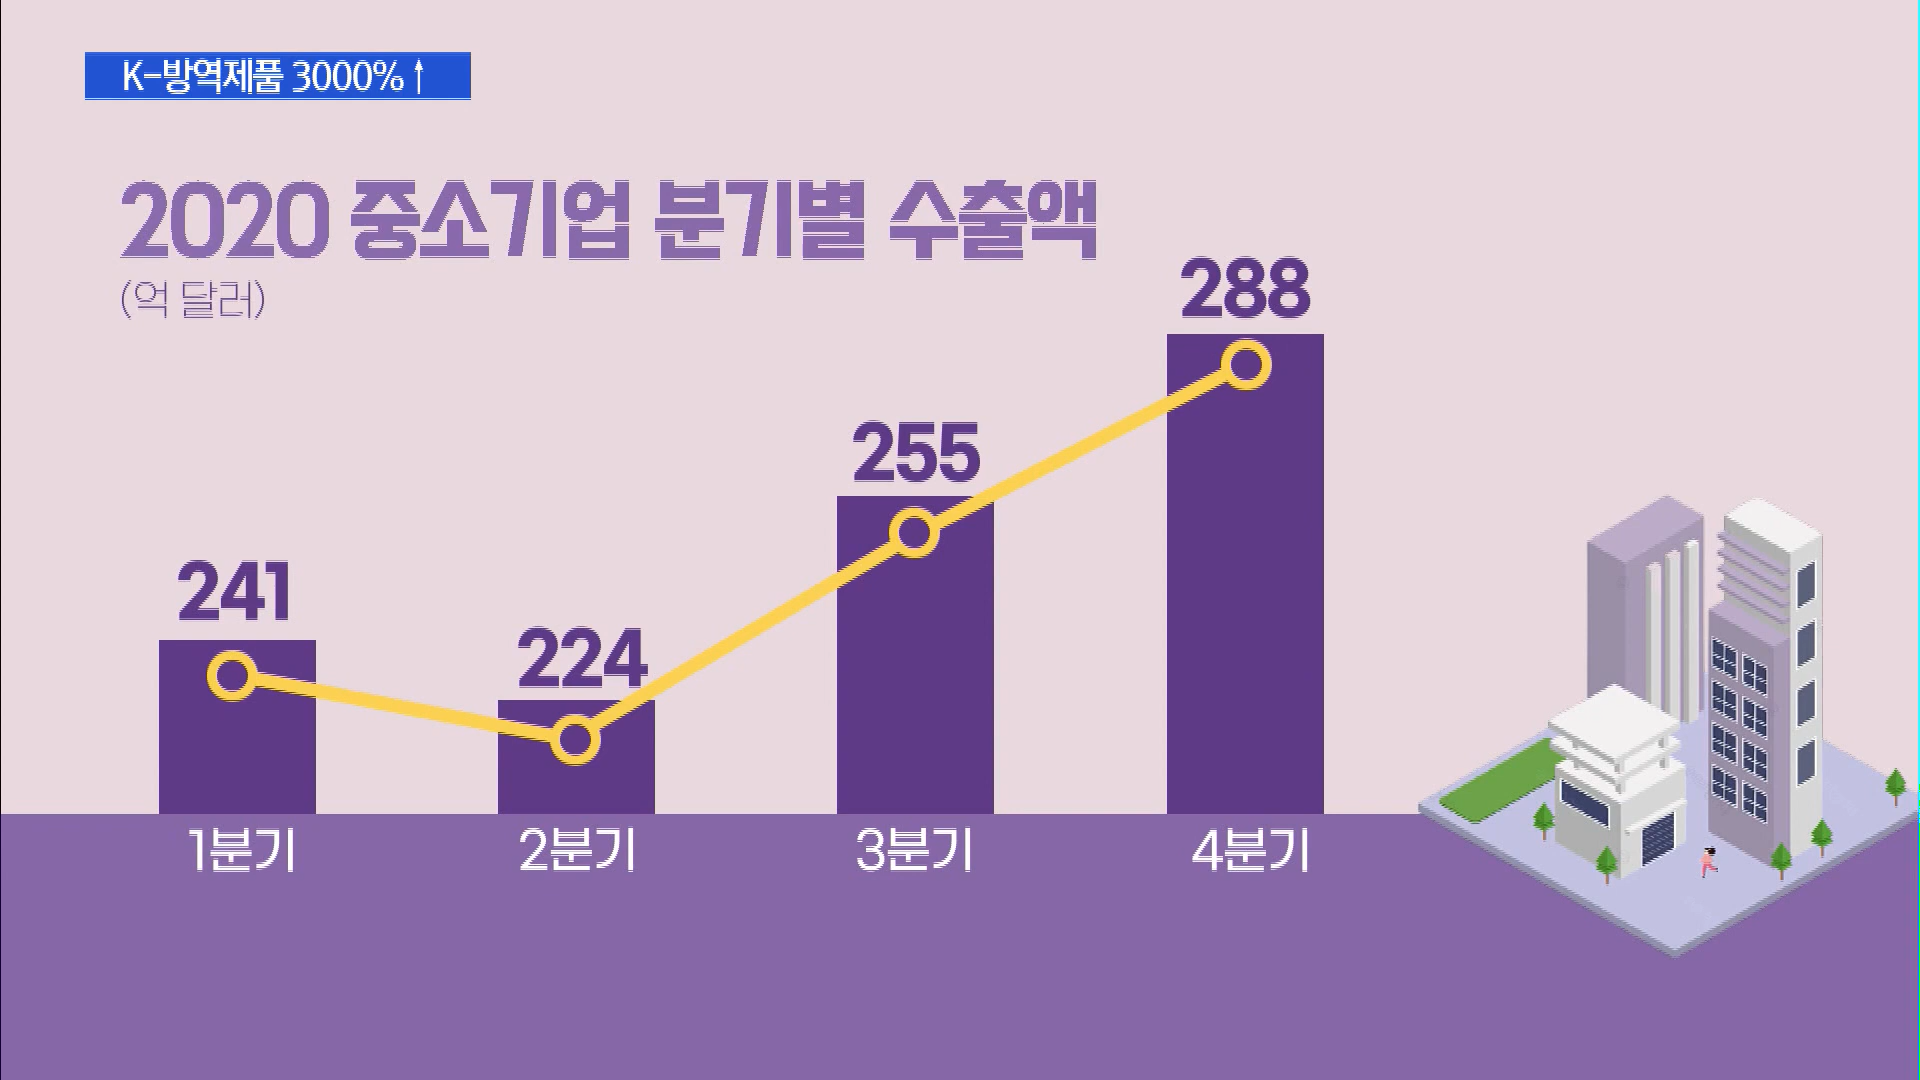 K-방역제품 3000%↑
2020 중소기업 분기별 수출액
(억 달러)
241
224
255
288
1분기
2분기
3분기
4분기